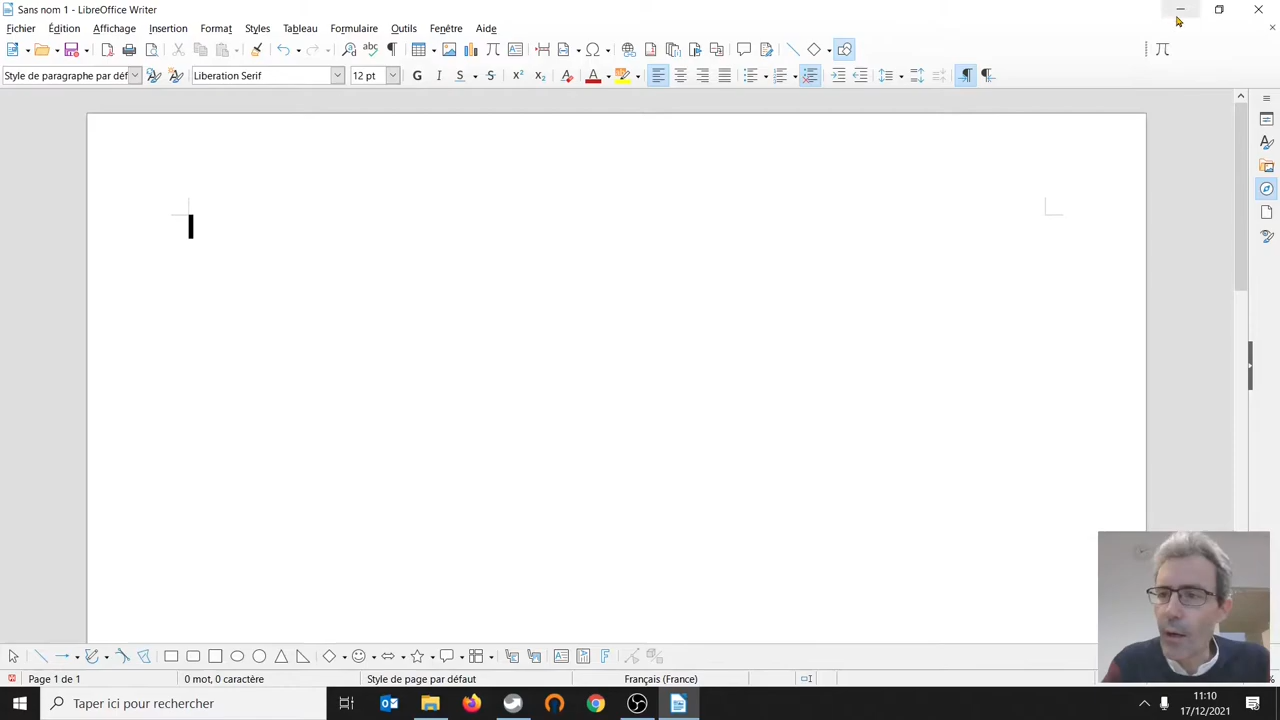 Sans nom 1 - LibreOffice Writer
Fichier Édition Affichage Insertion Format Styles Tableau Formulaire Outils Fenêtre Aide
Style de paragraphe par déf Liberation Serif 12 pt G I S S
Page 1 de 1 0 mot, 0 caractère Style de page par défaut Français (France)
Taper ici pour rechercher
11:10
17/12/2021